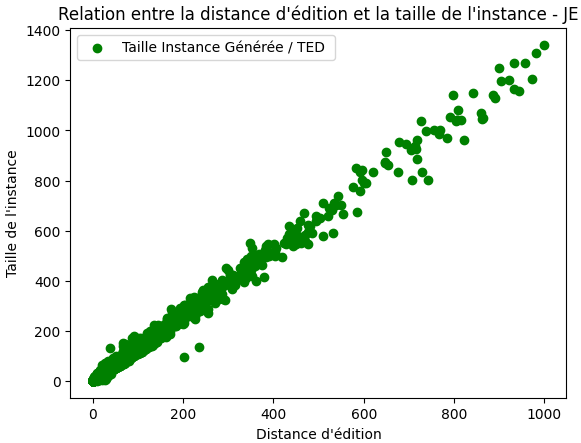 Relation entre la distance d'édition et la taille de l'instance - JE
Taille Instance Générée / TED
1400
1200
1000
800
600
400
200
0
Taille de l'instance
0 200 400 600 800 1000
Distance d'édition